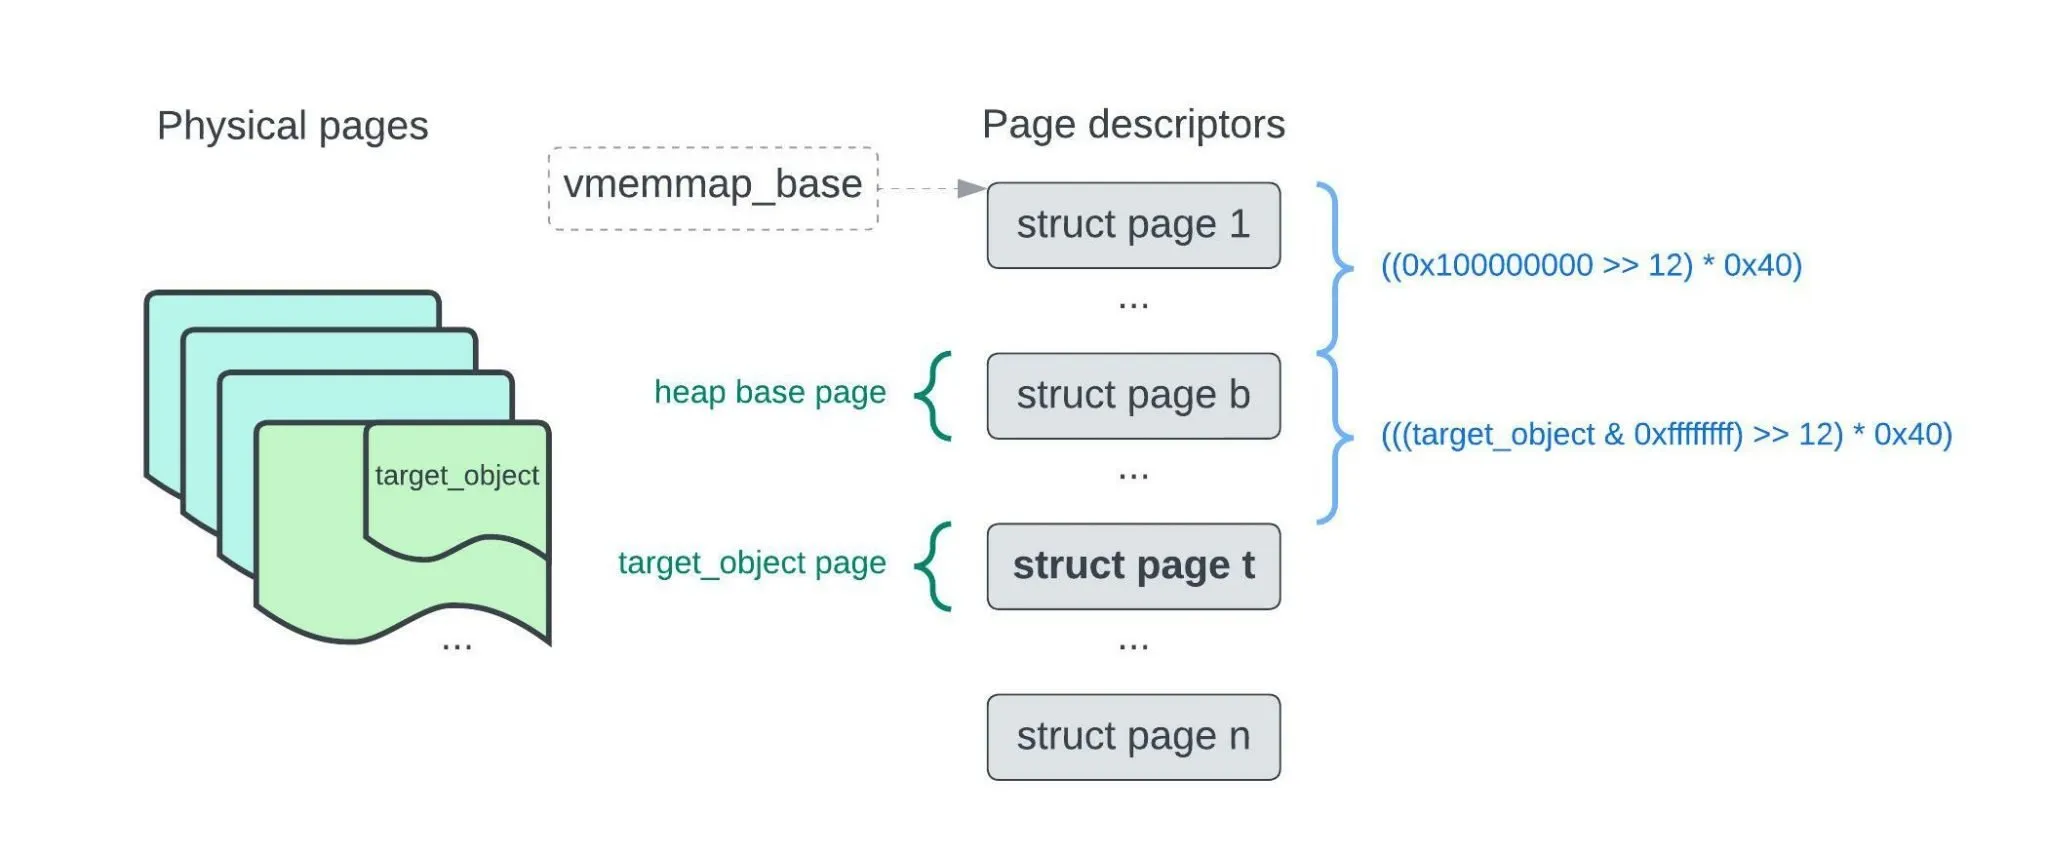 Physical pages
Page descriptors
vmemmap_base
struct page 1
((0x100000000 >> 12) * 0x40)
...
heap base page
struct page b
(((target_object & 0xffffffff) >> 12) * 0x40)
target_object
...
target_object page
struct page t
...
...
struct page n